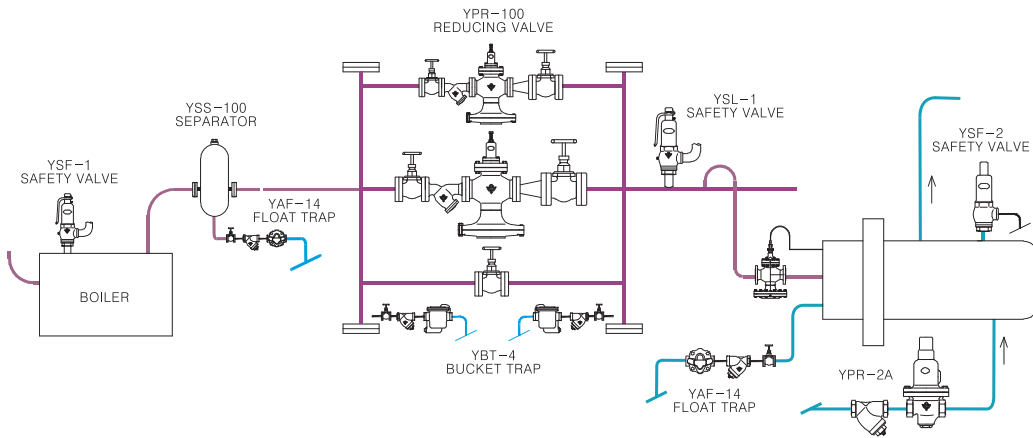 YPR-100
REDUCING VALVE
YSS-100
SEPARATOR
YSL-1
SAFETY VALVE
YSF-2
SAFETY VALVE
YSF-1
SAFETY VALVE
YAF-14
FLOAT TRAP
BOILER
YBT-4
BUCKET TRAP
YAF-14
FLOAT TRAP
YPR-2A